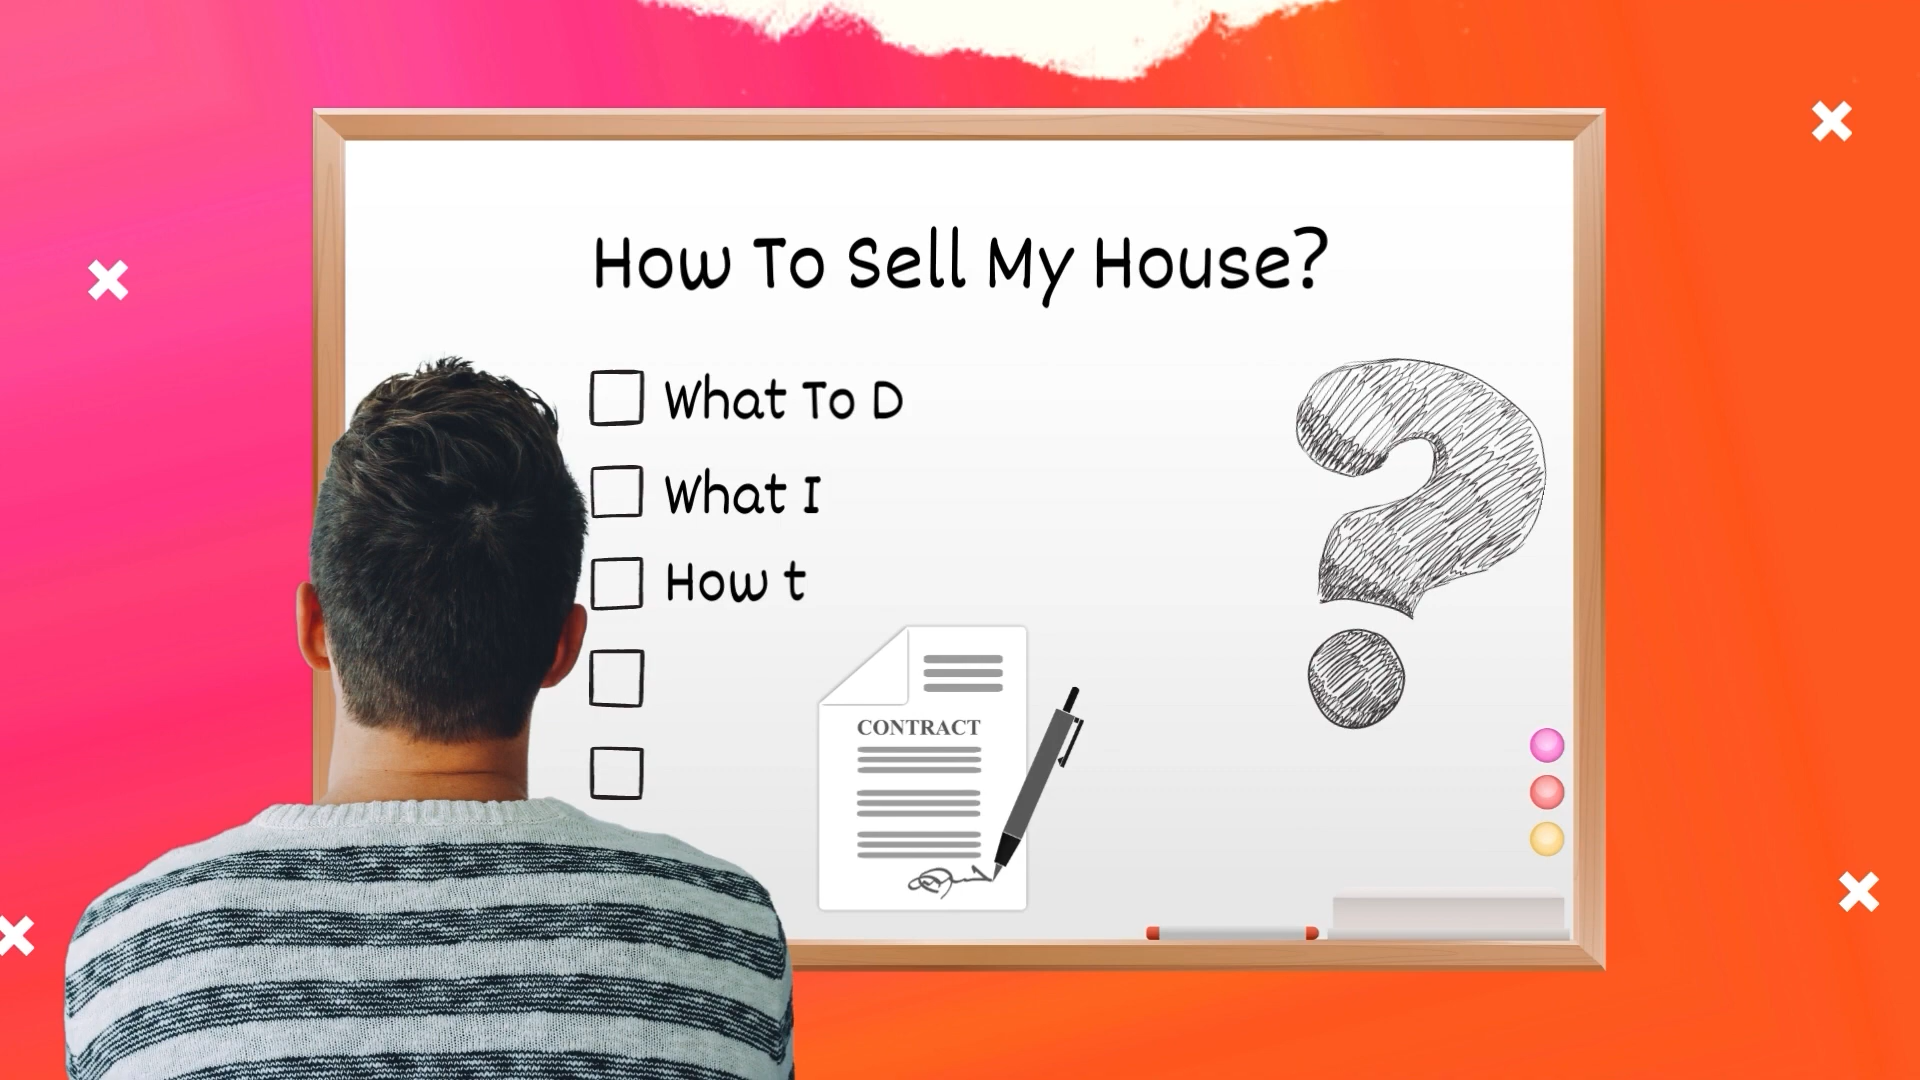 How To Sell My House?
What To D
What I
How t
CONTRACT